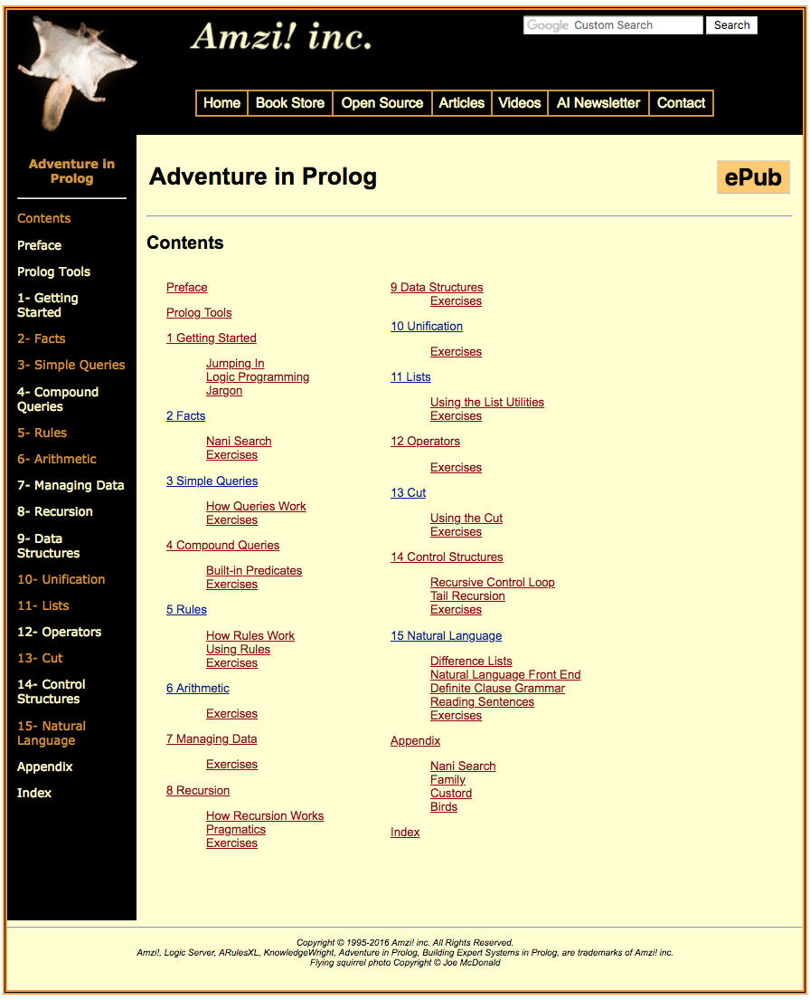 Amzi! inc.
Google Custom Search
Search
Home
Book Store
Open Source
Articles
Videos
AI Newsletter
Contact
Adventure in
Prolog
Contents
Preface
Prolog Tools
1- Getting
Started
2- Facts
3- Simple Queries
4- Compound
Queries
5- Rules
6- Arithmetic
7- Managing Data
8- Recursion
9- Data
Structures
10- Unification
11- Lists
12- Operators
13- Cut
14- Control
Structures
15- Natural
Language
Appendix
Index
Adventure in Prolog
ePub
Contents
Preface
Prolog Tools
1 Getting Started
Jumping In
Logic Programming
Jargon
2 Facts
Nani Search
Exercises
3 Simple Queries
How Queries Work
Exercises
4 Compound Queries
Built-in Predicates
Exercises
5 Rules
How Rules Work
Using Rules
Exercises
6 Arithmetic
Exercises
7 Managing Data
Exercises
8 Recursion
How Recursion Works
Pragmatics
Exercises
9 Data Structures
Exercises
10 Unification
Exercises
11 Lists
Using the List Utilities
Exercises
12 Operators
Exercises
13 Cut
Using the Cut
Exercises
14 Control Structures
Recursive Control Loop
Tail Recursion
Exercises
15 Natural Language
Difference Lists
Natural Language Front End
Definite Clause Grammar
Reading Sentences
Exercises
Appendix
Nani Search
Family
Custord
Birds
Index
Copyright © 1995-2016 Amzi! inc. All Rights Reserved.
Amzi!, Logic Server, ARulesXL, KnowledgeWright, Adventure in Prolog, Building Expert Systems in Prolog, are trademarks of Amzi! inc.
Flying squirrel photo Copyright © Joe McDonald